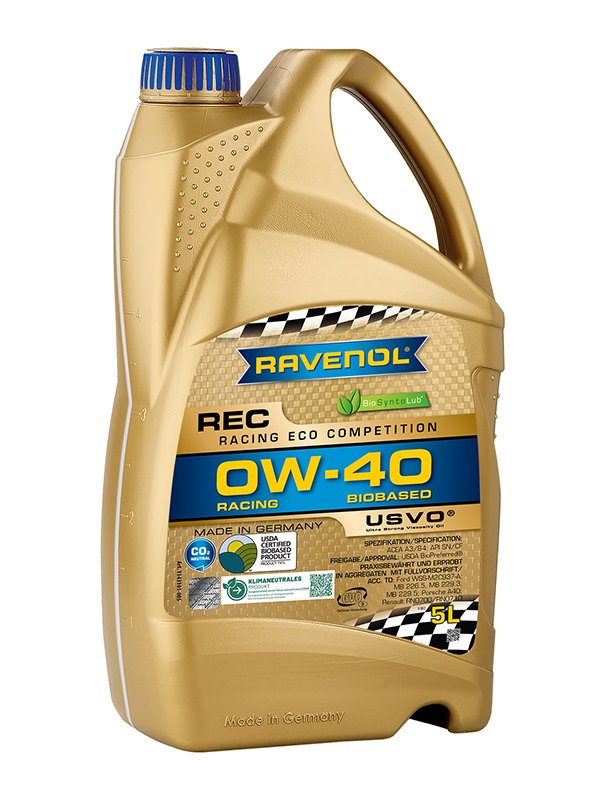 RAVENOL®
BioSyntoLub®
REC
RACING ECO COMPETITION
0W-40
RACING BIOBASED
USVO®
Ultra Strong Viscosity Oil
MADE IN GERMANY
CO₂
NEUTRAL
USDA
CERTIFIED
BIOBASED
PRODUCT
PRODUCT 74%
KLIMANEUTRALES
PRODUKT
SPEZIFIKATION/SPECIFICATION:
ACEA A3/B4; API SN/CF
FREIGABE/APPROVAL: USDA BioPreferred®
PRAXISBEWÄHRT UND ERPROBT
IN AGGREGATEN MIT FÜLLVORSCHRIFT/
ACC. TO: Ford WSS-M2C937-A;
MB 226.5, MB 229.3,
MB 229.5; Porsche A40;
Renault RN0700/RN0710
5L
Made in Germany